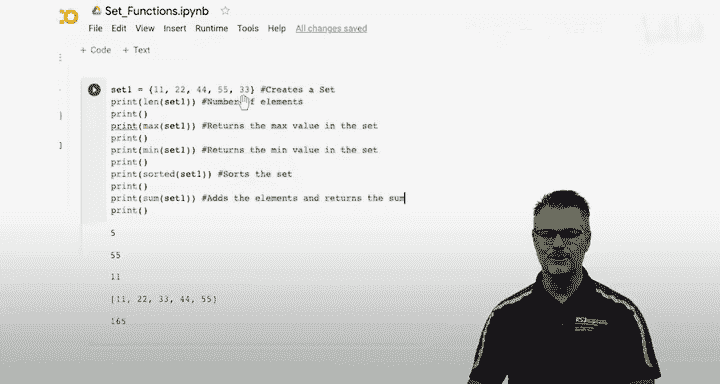 Set_Functions.ipynb
File Edit View Insert Runtime Tools Help All changes saved
+ Code + Text
set1 = {11, 22, 44, 55, 33} #Creates a Set
print(len(set1)) #Number of elements
print()
print(max(set1)) #Returns the max value in the set
print()
print(min(set1)) #Returns the min value in the set
print()
print(sorted(set1)) #Sorts the set
print()
print(sum(set1)) #Adds the elements and returns the sum
print()
5
55
11
[11, 22, 33, 44, 55]
165